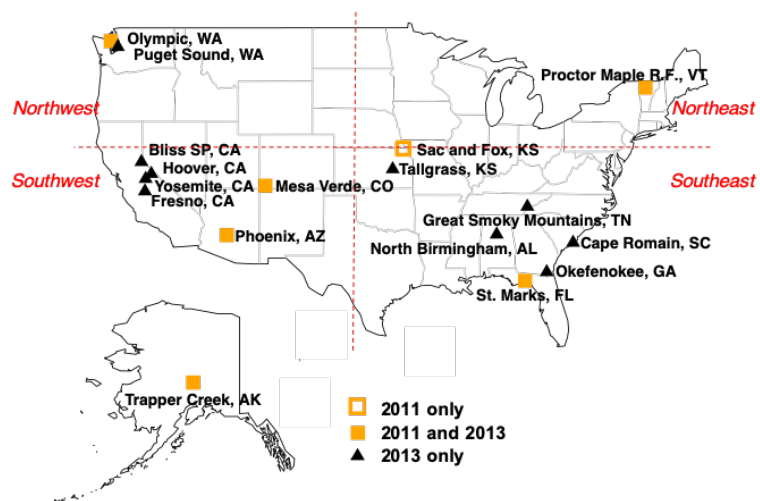 Olympic, WA
Puget Sound, WA
Proctor Maple R.F., VT
Northwest
Northeast
Bliss SP, CA
Sac and Fox, KS
Hoover, CA
Tallgrass, KS
Southwest
Southeast
Yosemite, CA
Mesa Verde, CO
Fresno, CA
Great Smoky Mountains, TN
Phoenix, AZ
North Birmingham, AL
Cape Romain, SC
Okefenokee, GA
St. Marks, FL
Trapper Creek, AK
2011 only
2011 and 2013
2013 only